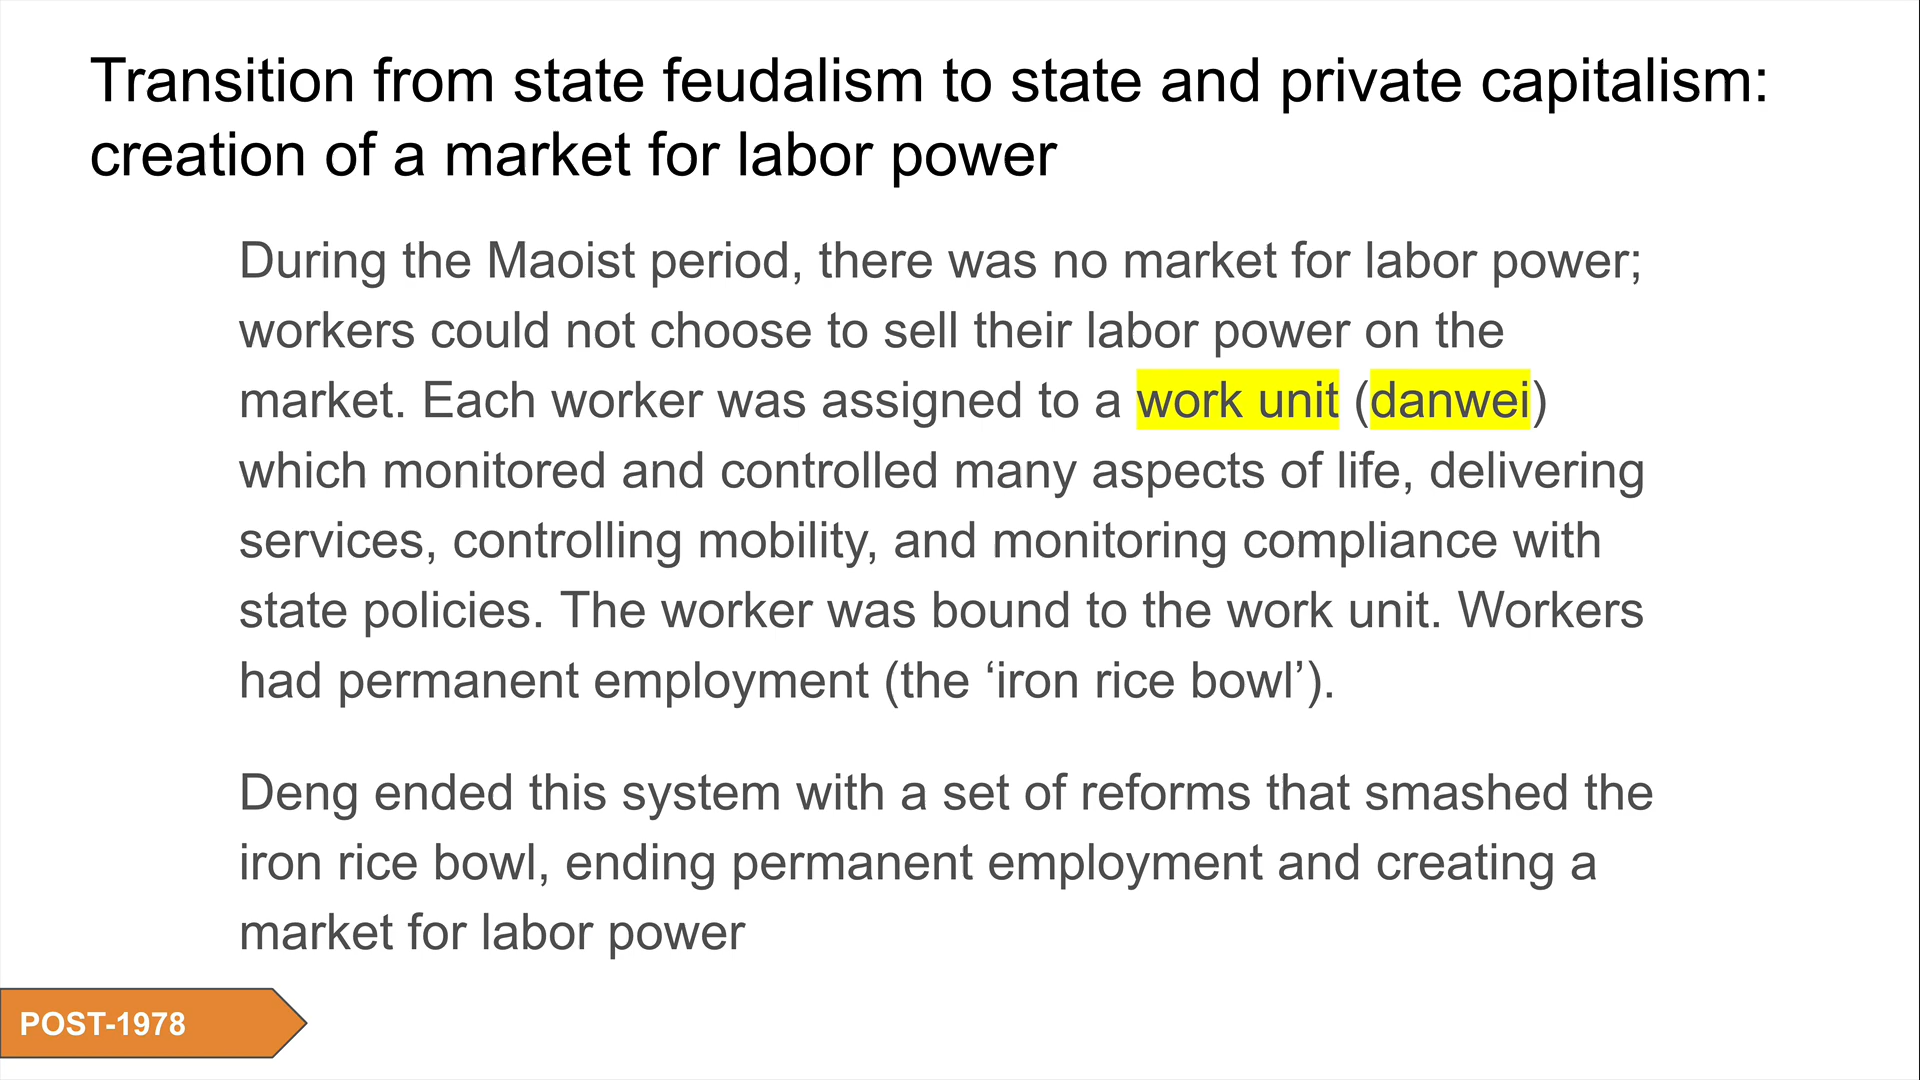 Transition from state feudalism to state and private capitalism:
creation of a market for labor power
During the Maoist period, there was no market for labor power;
workers could not choose to sell their labor power on the
market. Each worker was assigned to a work unit (danwei)
which monitored and controlled many aspects of life, delivering
services, controlling mobility, and monitoring compliance with
state policies. The worker was bound to the work unit. Workers
had permanent employment (the ‘iron rice bowl’).
Deng ended this system with a set of reforms that smashed the
iron rice bowl, ending permanent employment and creating a
market for labor power
POST-1978